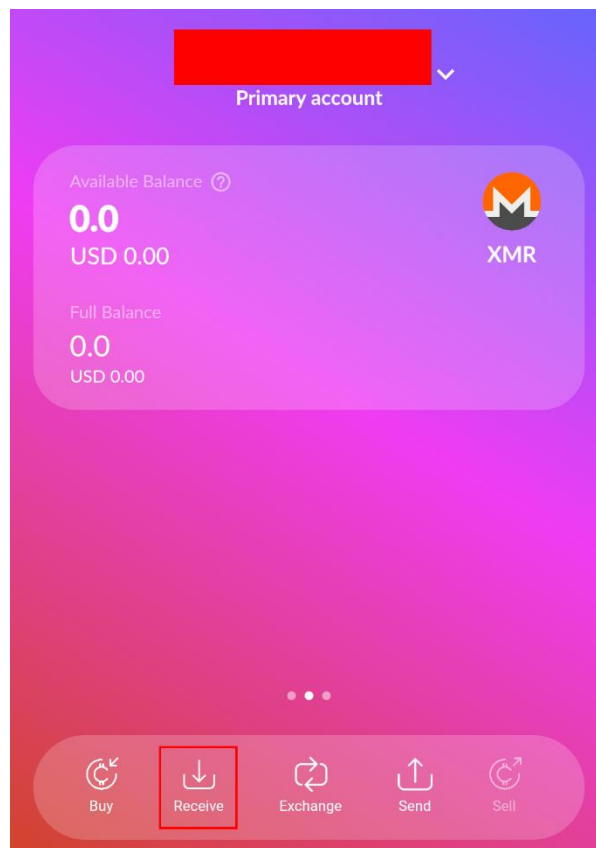 Primary account
Available Balance ?
0.0
USD 0.00
XMR
Full Balance
0.0
USD 0.00
Buy
Receive
Exchange
Send
Sell